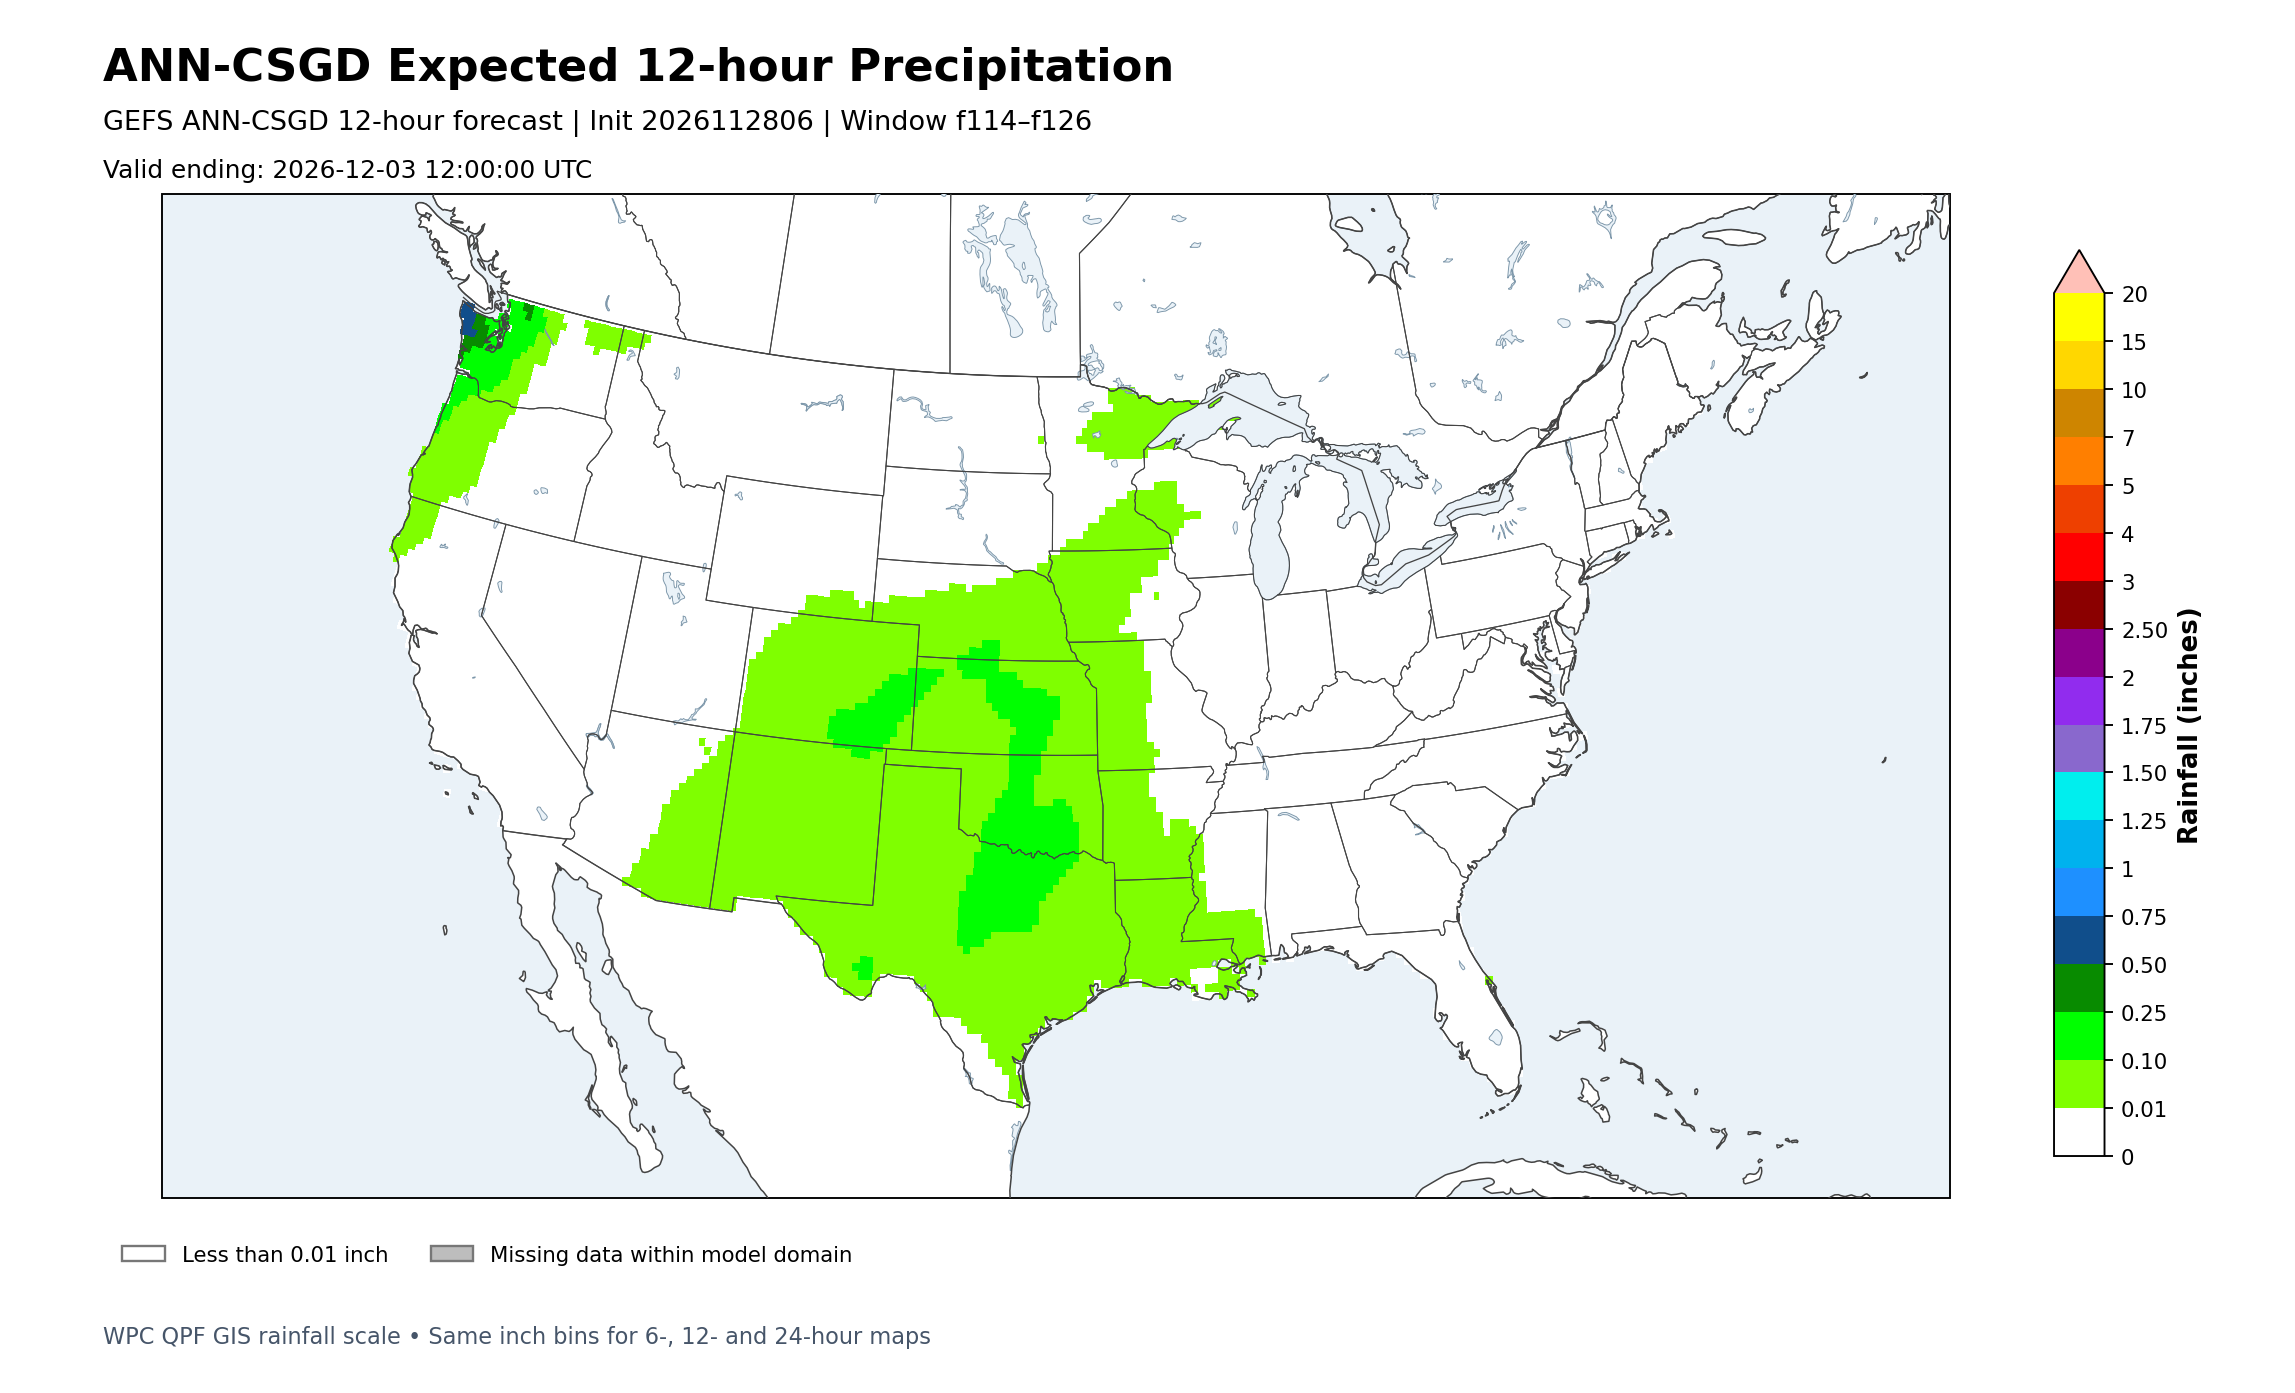 ANN-CSGD Expected 12-hour Precipitation
GEFS ANN-CSGD 12-hour forecast | Init 2026112806 | Window f114–f126
Valid ending: 2026-12-03 12:00:00 UTC
20
15
10
7
5
4
3
2.50
2
1.75
1.50
1.25
1
0.75
0.50
0.25
0.10
0.01
0
Rainfall (inches)
Less than 0.01 inch
Missing data within model domain
WPC QPF GIS rainfall scale • Same inch bins for 6-, 12- and 24-hour maps